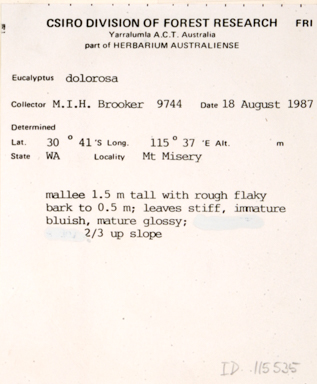 CSIRO DIVISION OF FOREST RESEARCH FRI
Yarralumla A.C.T. Australia
part of HERBARIUM AUSTRALIENSE
Eucalyptus dolorosa
Collector M.I.H. Brooker 9744 Date 18 August 1987
Determined
Lat. 30 ° 41 'S Long. 115 ° 37 'E Alt. m
State WA Locality Mt Misery
mallee 1.5 m tall with rough flaky
bark to 0.5 m; leaves stiff, immature
bluish, mature glossy;
2/3 up slope
ID 115535